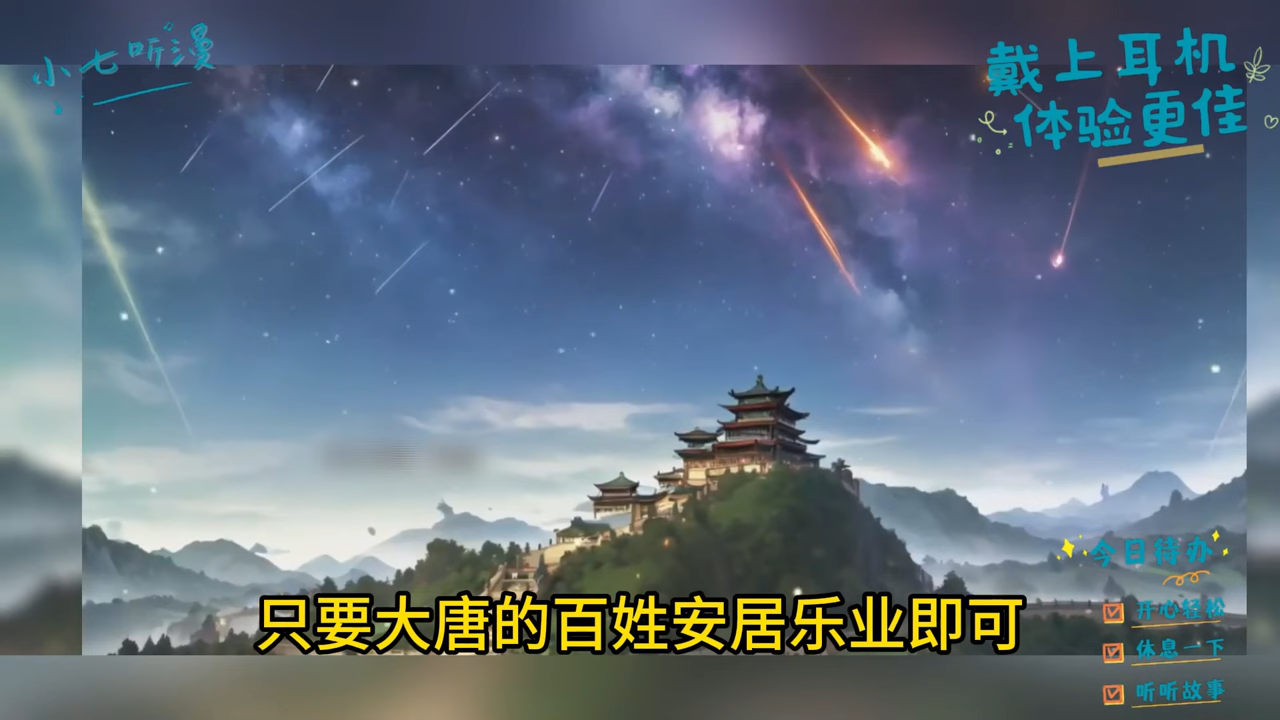 小七听漫
戴上耳机
体验更佳
只要大唐的百姓安居乐业即可
今日待办
开心轻松
休息一下
听听故事